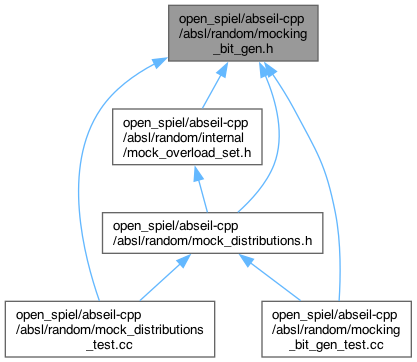 open_spiel/abseil-cpp
/absl/random/mocking
_bit_gen.h
open_spiel/abseil-cpp
/absl/random/internal
/mock_overload_set.h
open_spiel/abseil-cpp
/absl/random/mock_distributions.h
open_spiel/abseil-cpp
/absl/random/mock_distributions
_test.cc
open_spiel/abseil-cpp
/absl/random/mocking
_bit_gen_test.cc